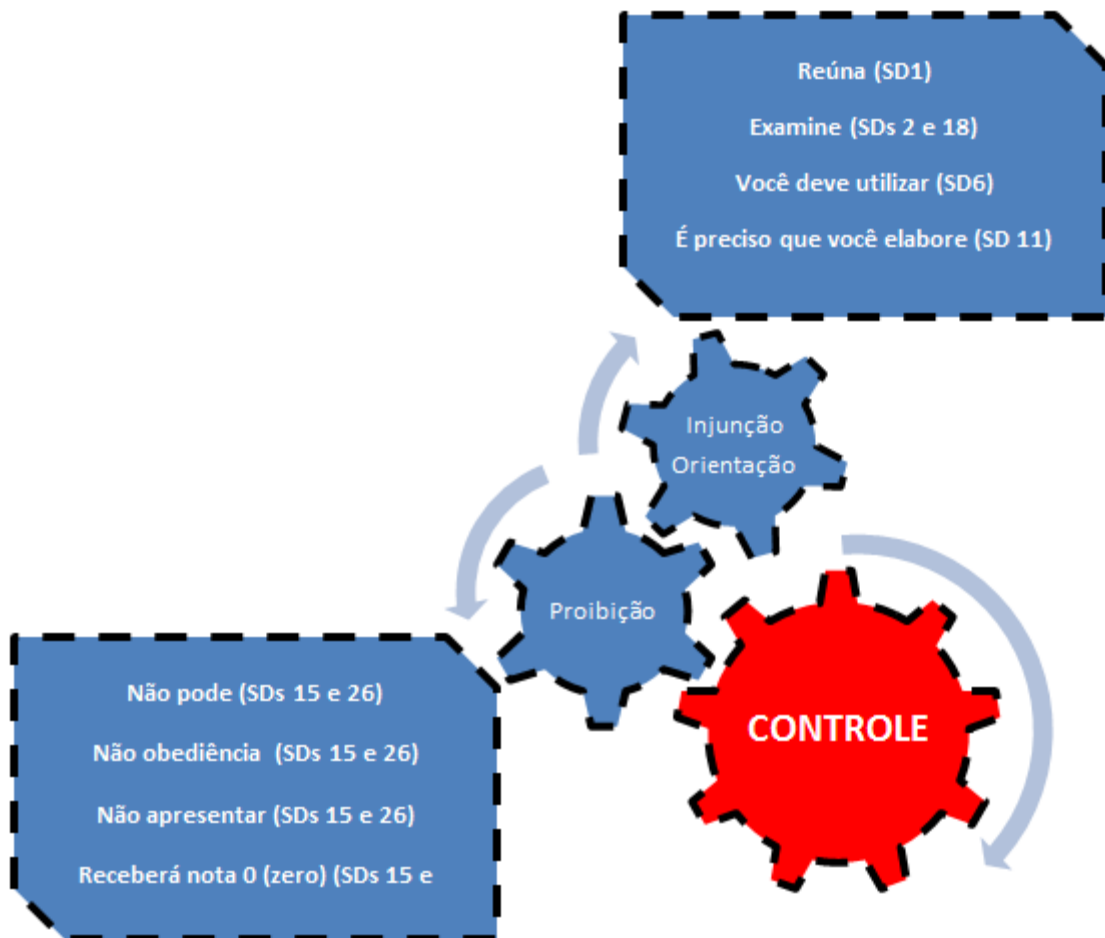 Reúna (SD1)
Examine (SDs 2 e 18)
Você deve utilizar (SD6)
É preciso que você elabore (SD 11)
Injunção
Orientação
Proibição
CONTROLE
Não pode (SDs 15 e 26)
Não obediência (SDs 15 e 26)
Não apresentar (SDs 15 e 26)
Receberá nota 0 (zero) (SDs 15 e